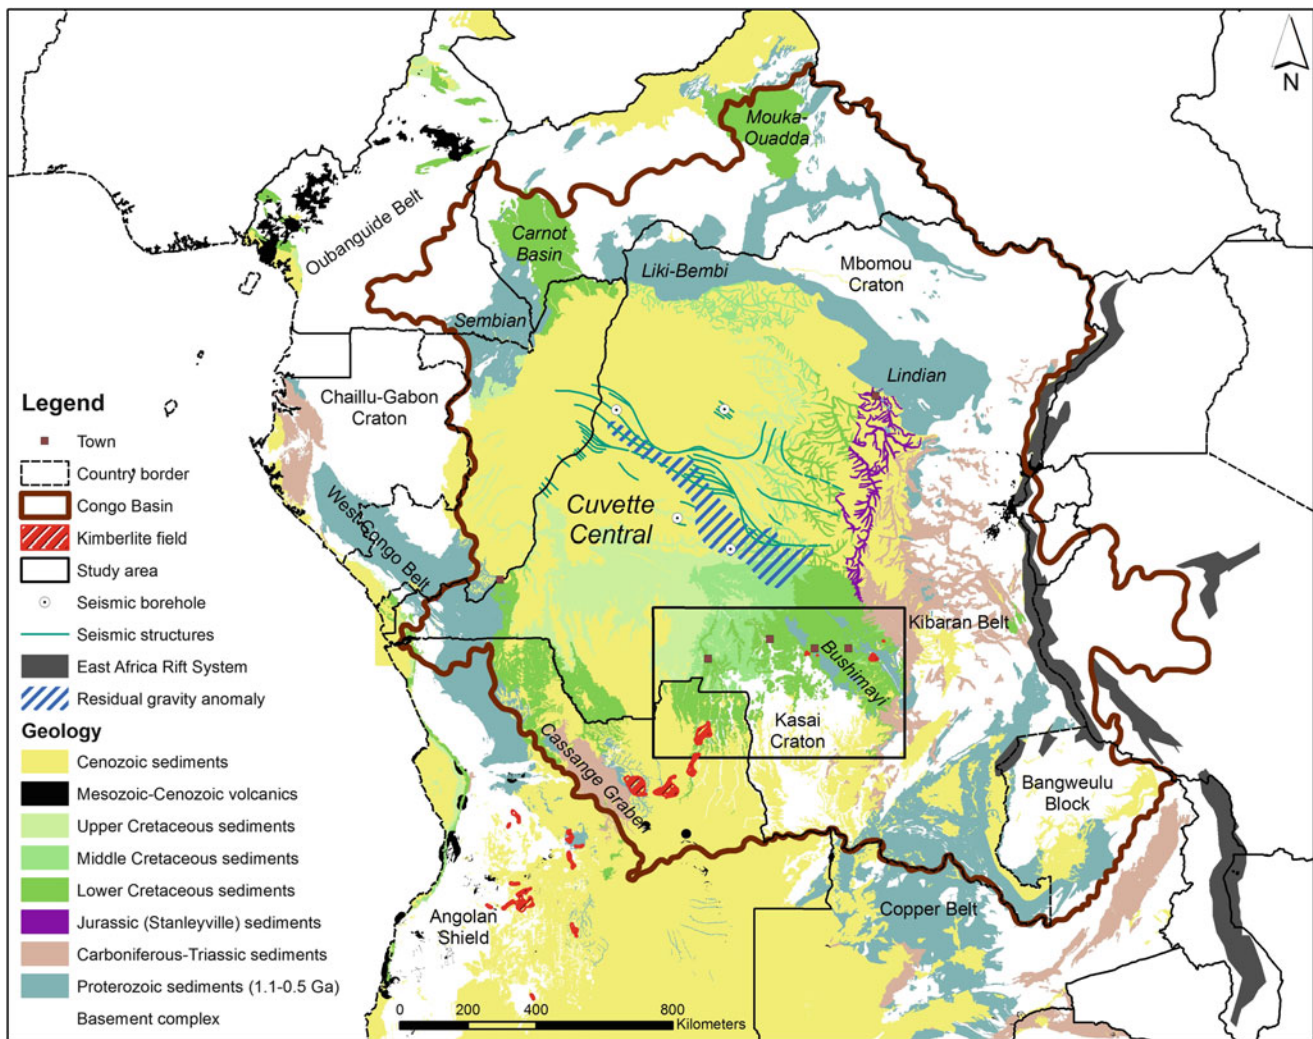 N
Mouka-
Ouadda
Oubanguide Belt
Carnot
Basin
Liki-Bembi
Mbomou
Craton
Sembian
Lindian
Chaillu-Gabon
Craton
West Congo Belt
Cuvette
Central
Kibaran Belt
Bushimayi
Kasai
Craton
Cassange Graben
Bangweulu
Block
Angolan
Shield
Copper Belt
Legend
Town
Country border
Congo Basin
Kimberlite field
Study area
Seismic borehole
Seismic structures
East Africa Rift System
Residual gravity anomaly
Geology
Cenozoic sediments
Mesozoic-Cenozoic volcanics
Upper Cretaceous sediments
Middle Cretaceous sediments
Lower Cretaceous sediments
Jurassic (Stanleyville) sediments
Carboniferous-Triassic sediments
Proterozoic sediments (1.1-0.5 Ga)
Basement complex
0 200 400 800
Kilometers